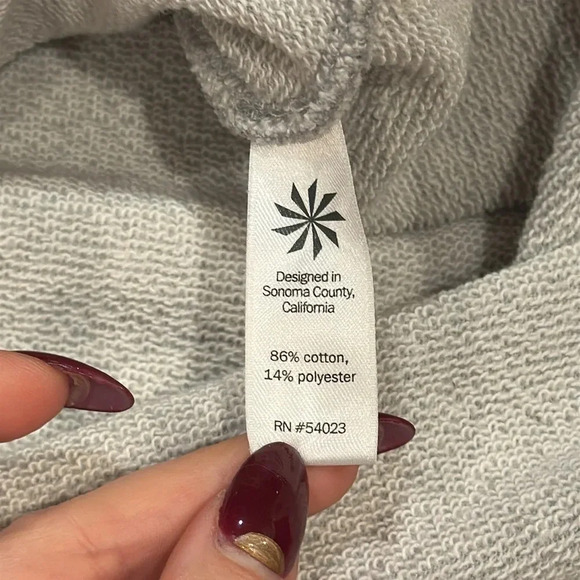 Designed in
Sonoma County,
California
86% cotton,
14% polyester
RN #54023